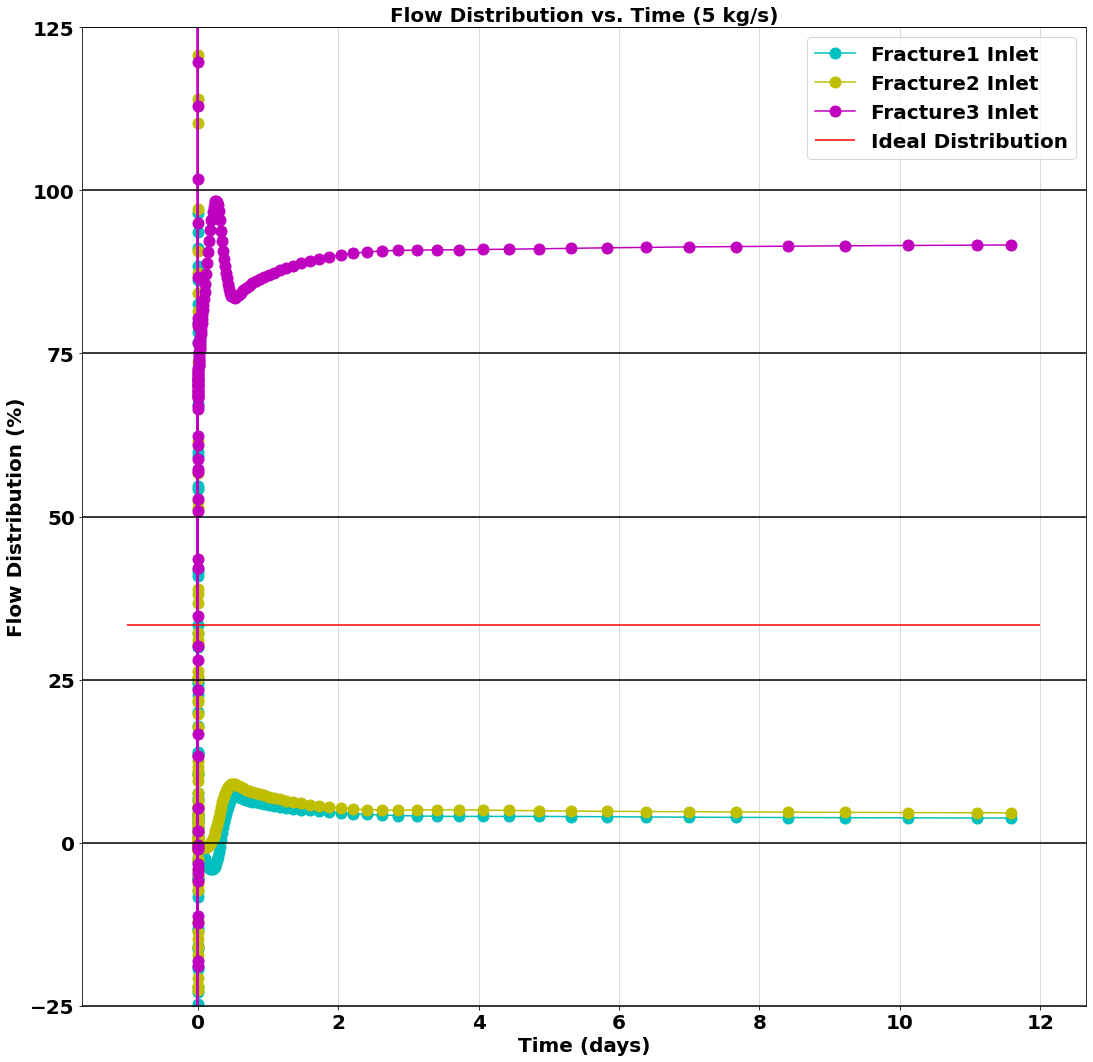 Flow Distribution vs. Time (5 kg/s)
Fracture1 Inlet
Fracture2 Inlet
Fracture3 Inlet
Ideal Distribution
Flow Distribution (%)
125
100
75
50
25
0
−25
0 2 4 6 8 10 12
Time (days)